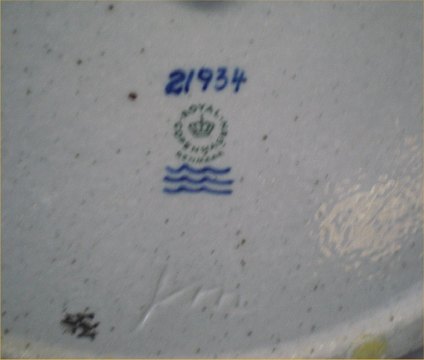 21934
ROYAL
COPENHAGEN
DENMARK